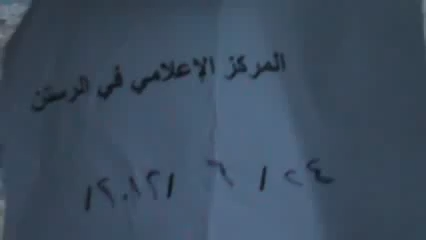 المركز الإعلامي في الرستن
٢٤ / ٦ /٢٠١٢/